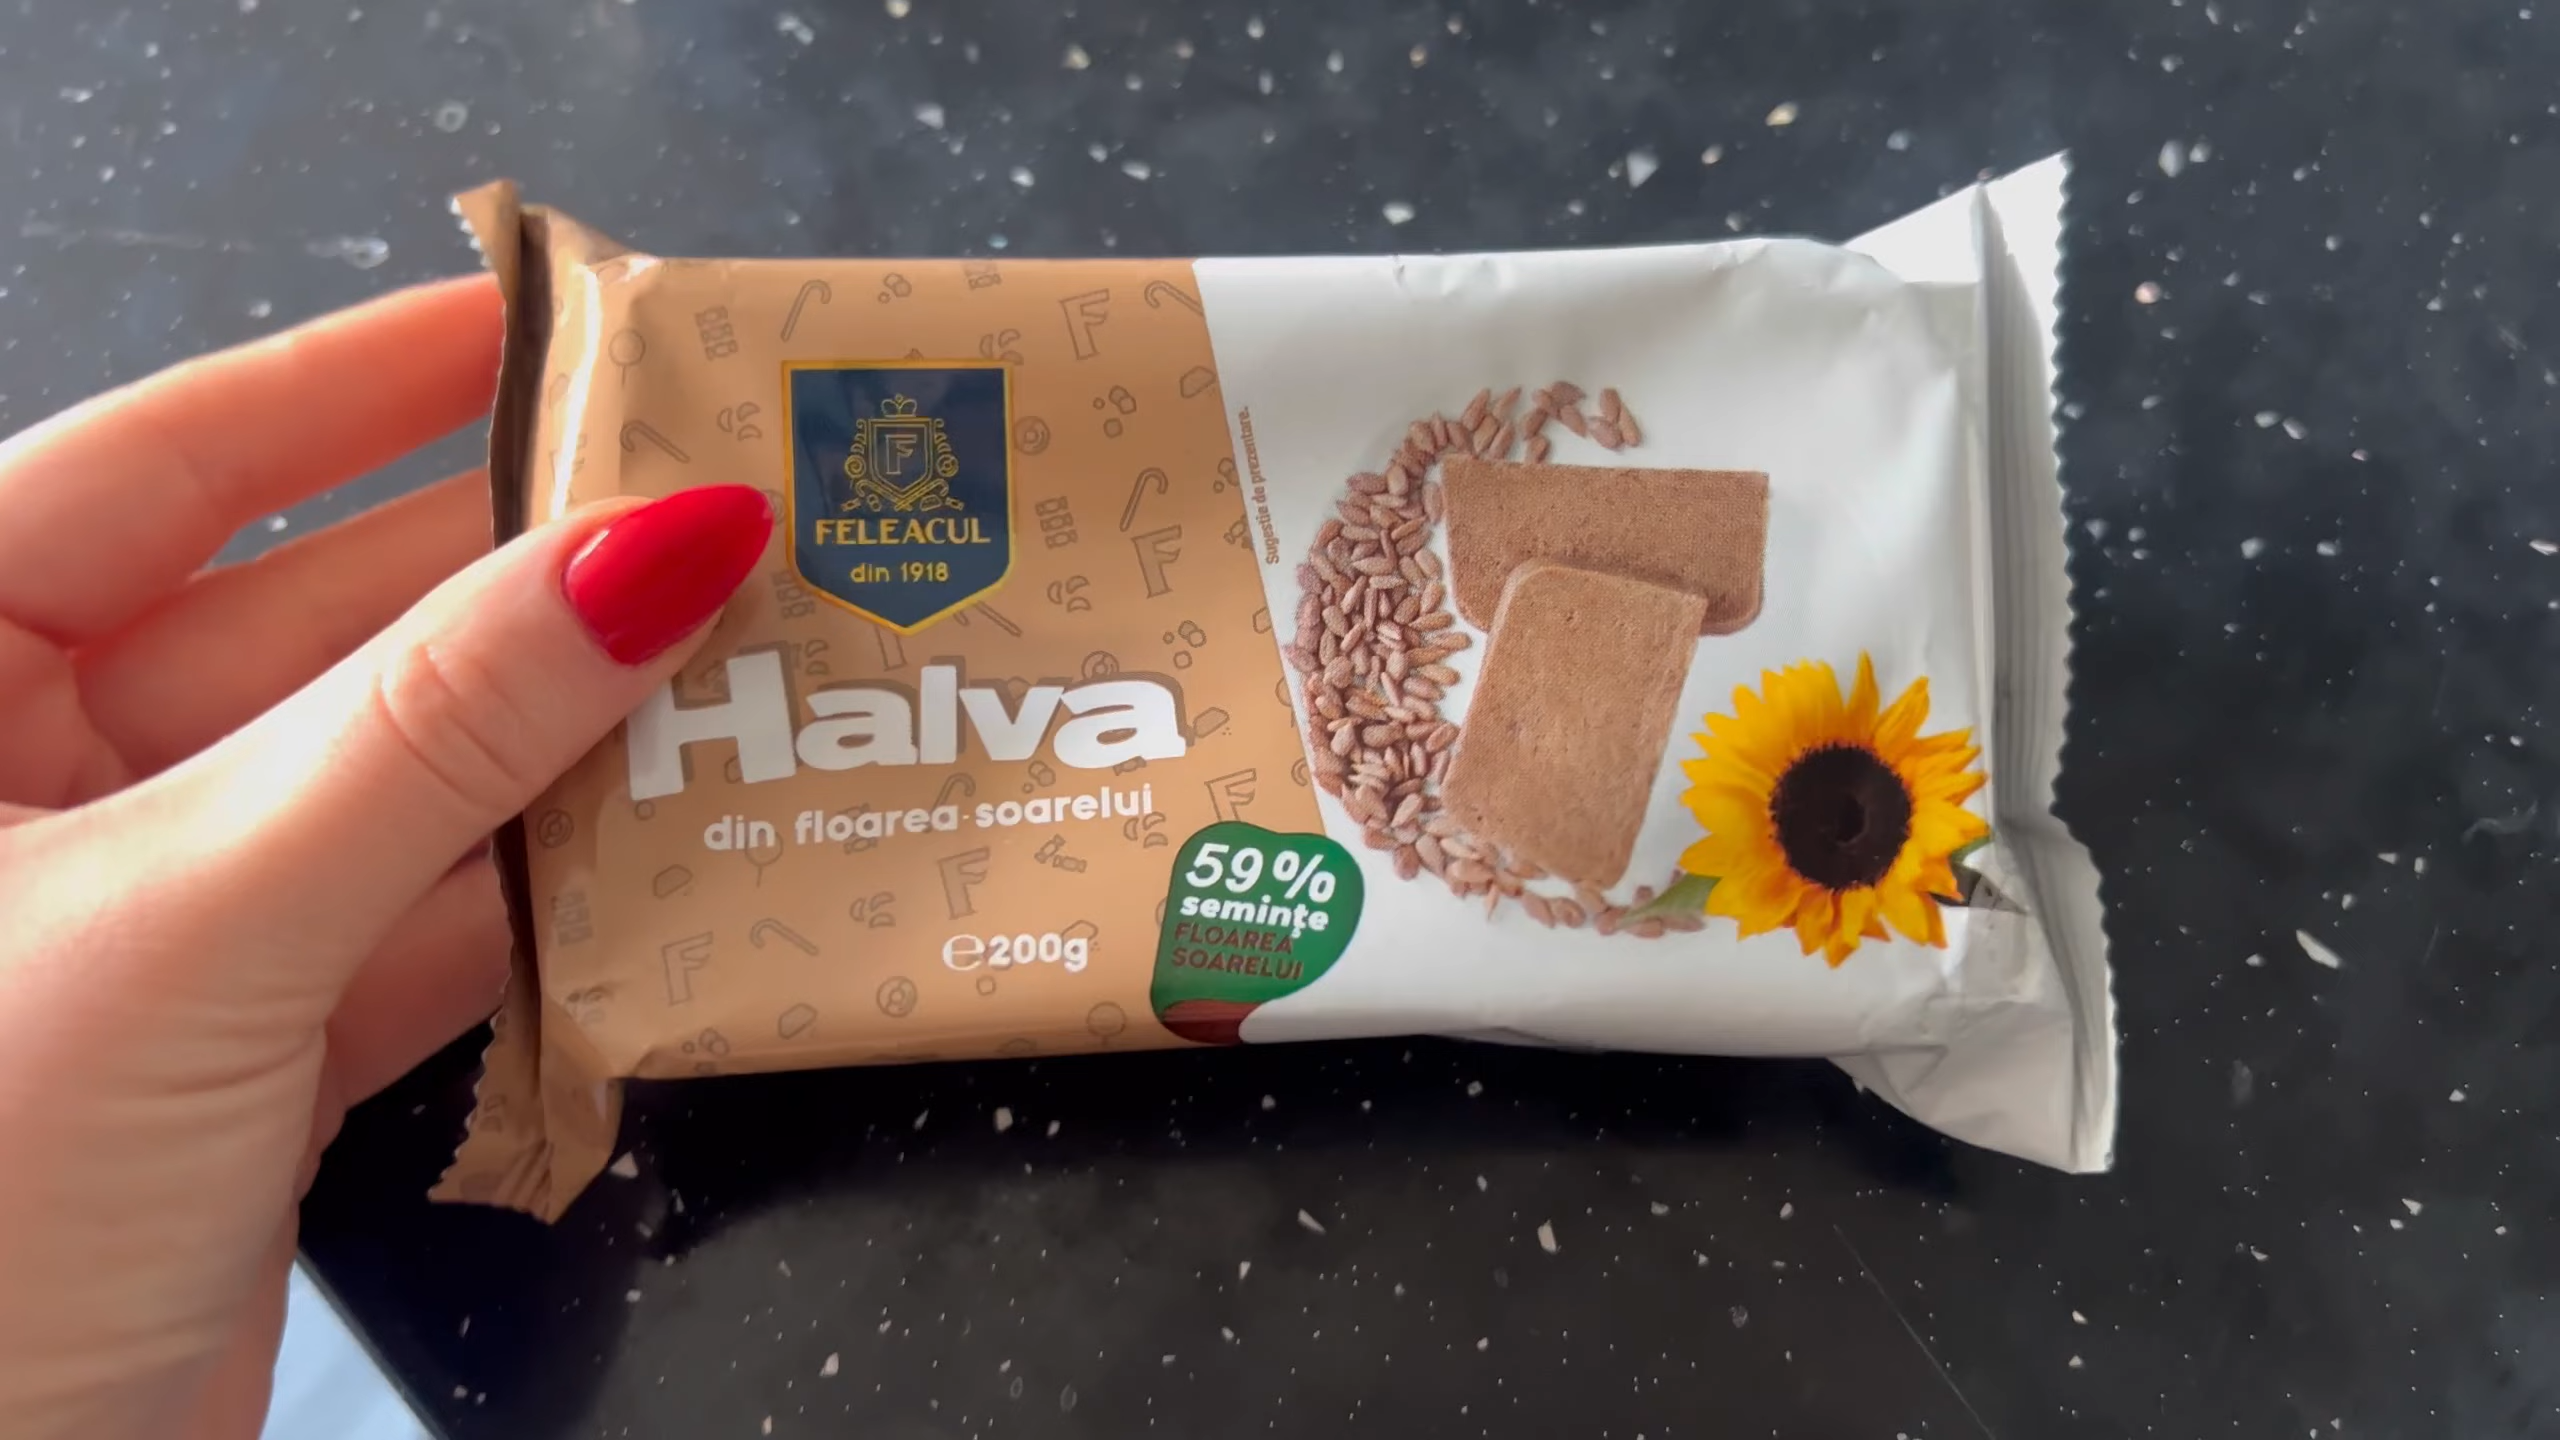 F
FELEACUL
din 1918
Halva
din floarea-soarelui
℮200g
59%
semințe
FLOAREA
SOARELUI
Sugestie de prezentare.